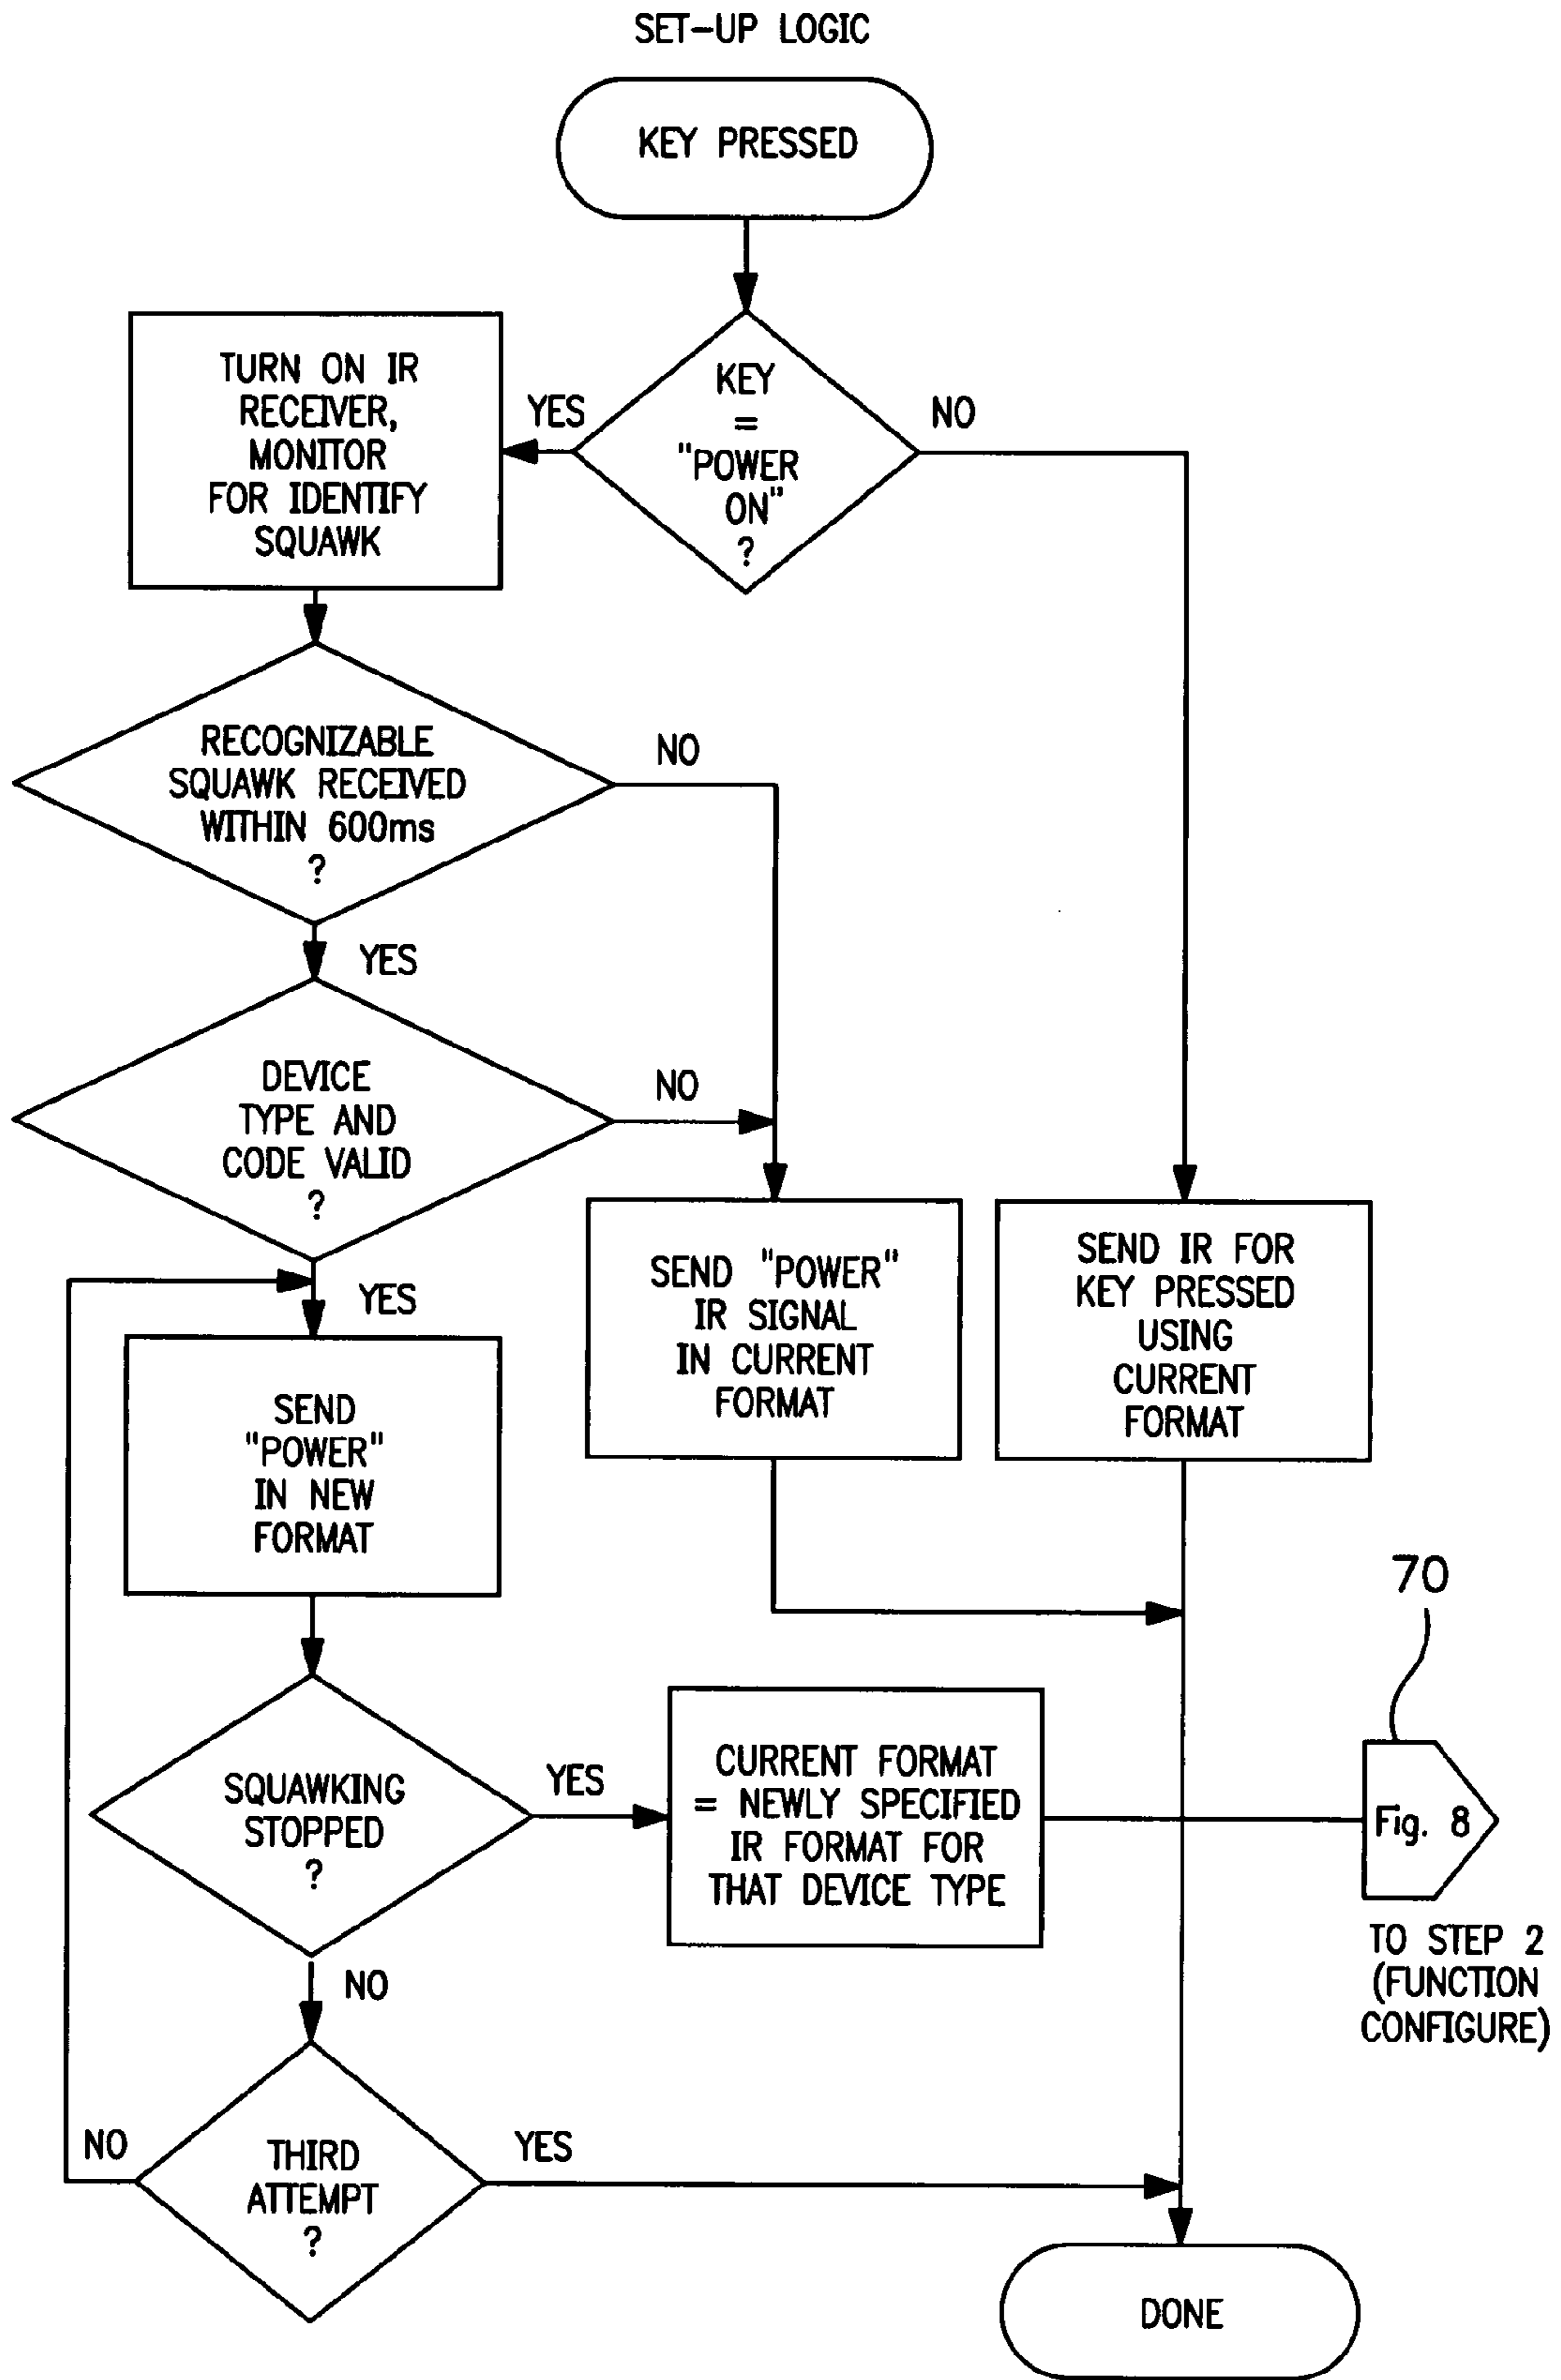 SET-UP LOGIC
KEY PRESSED
KEY
=
"POWER
ON"
?
YES
NO
TURN ON IR
RECEIVER,
MONITOR
FOR IDENTIFY
SQUAWK
RECOGNIZABLE
SQUAWK RECEIVED
WITHIN 600ms
?
NO
YES
DEVICE
TYPE AND
CODE VALID
?
NO
YES
SEND "POWER"
IR SIGNAL
IN CURRENT
FORMAT
SEND IR FOR
KEY PRESSED
USING
CURRENT
FORMAT
SEND
"POWER"
IN NEW
FORMAT
SQUAWKING
STOPPED
?
YES
NO
CURRENT FORMAT
= NEWLY SPECIFIED
IR FORMAT FOR
THAT DEVICE TYPE
70
Fig. 8
TO STEP 2
(FUNCTION
CONFIGURE)
THIRD
ATTEMPT
?
NO
YES
DONE